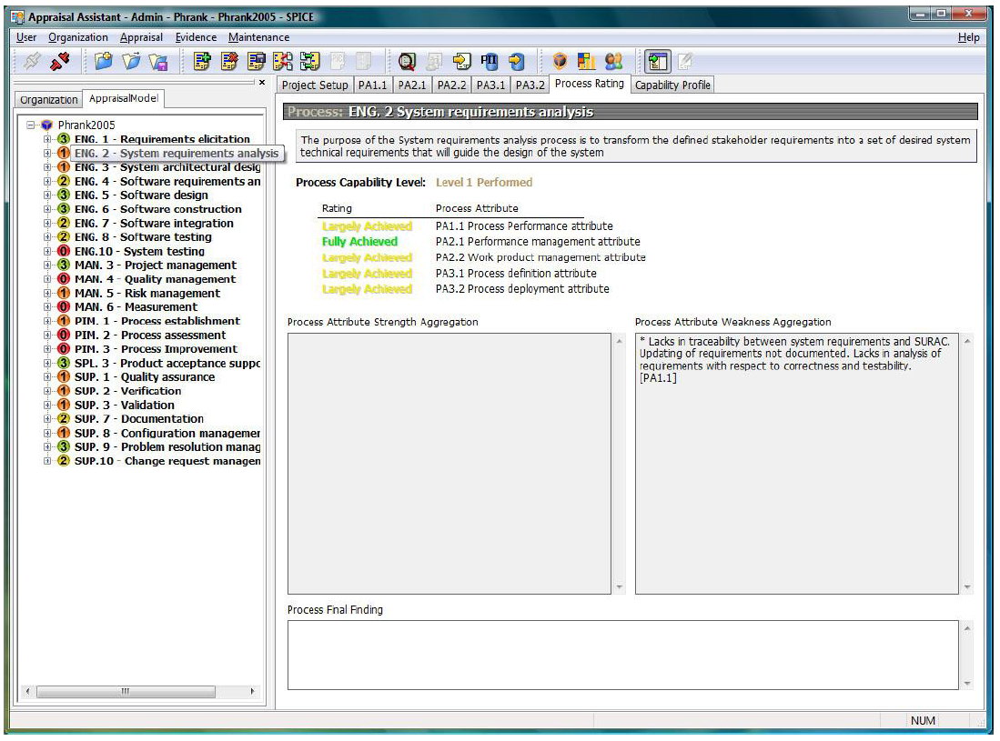 Appraisal Assistant - Admin - Phrank - Phrank2005 - SPICE
User Organization Appraisal Evidence Maintenance Help
Project Setup PA1.1 PA2.1 PA2.2 PA3.1 PA3.2 Process Rating Capability Profile
Organization AppraisalModel
Phrank2005
3 ENG. 1 - Requirements elicitation
1 ENG. 2 - System requirements analysis
1 ENG. 3 - System architectural desig
2 ENG. 4 - Software requirements an
3 ENG. 5 - Software design
3 ENG. 6 - Software construction
2 ENG. 7 - Software integration
2 ENG. 8 - Software testing
0 ENG.10 - System testing
3 MAN. 3 - Project management
0 MAN. 4 - Quality management
1 MAN. 5 - Risk management
0 MAN. 6 - Measurement
1 PIM. 1 - Process establishment
0 PIM. 2 - Process assessment
0 PIM. 3 - Process Improvement
3 SPL. 3 - Product acceptance suppo
1 SUP. 1 - Quality assurance
1 SUP. 2 - Verification
1 SUP. 3 - Validation
2 SUP. 7 - Documentation
1 SUP. 8 - Configuration managemer
3 SUP. 9 - Problem resolution manag
2 SUP.10 - Change request managen
Process: ENG. 2 System requirements analysis
The purpose of the System requirements analysis process is to transform the defined stakeholder requirements into a set of desired system
technical requirements that will guide the design of the system
Process Capability Level: Level 1 Performed
Rating Process Attribute
Largely Achieved PA1.1 Process Performance attribute
Fully Achieved PA2.1 Performance management attribute
Largely Achieved PA2.2 Work product management attribute
Largely Achieved PA3.1 Process definition attribute
Largely Achieved PA3.2 Process deployment attribute
Process Attribute Strength Aggregation
Process Attribute Weakness Aggregation
* Lacks in traceabilty between system requirements and SURAC.
Updating of requirements not documented. Lacks in analysis of
requirements with respect to correctness and testability.
[PA1.1]
Process Final Finding
NUM